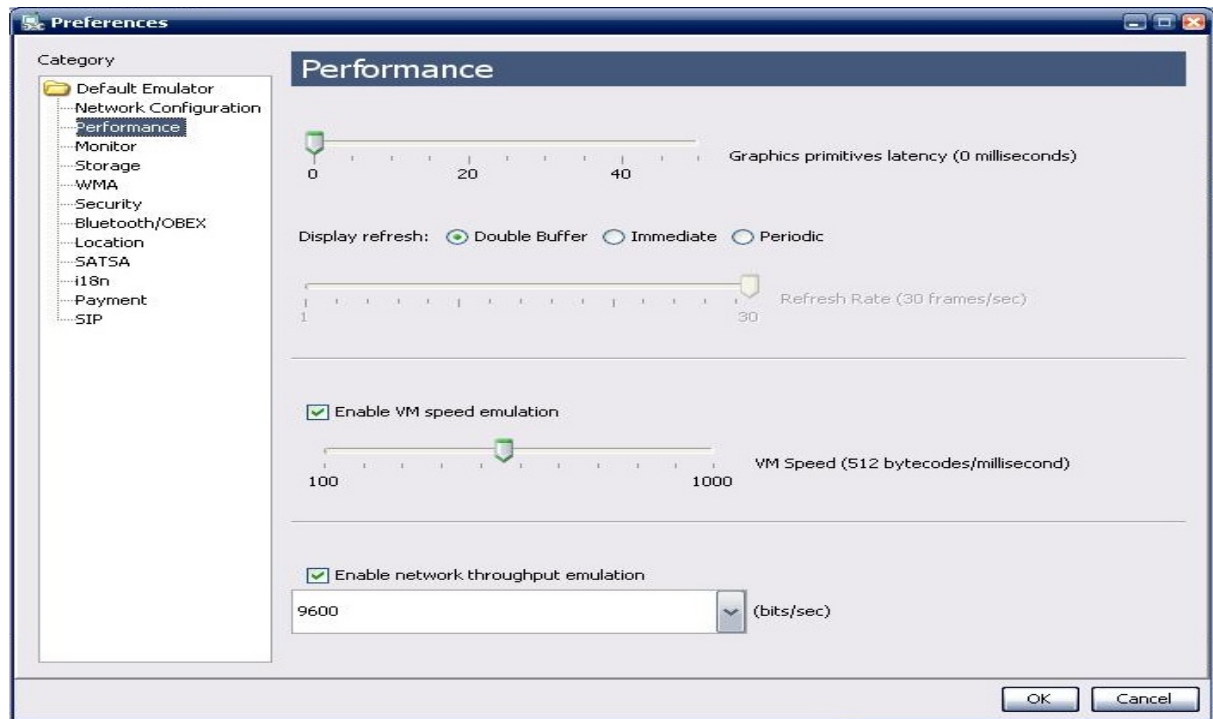 Preferences
Category
Default Emulator
Network Configuration
Performance
Monitor
Storage
WMA
Security
Bluetooth/OBEX
Location
SATSA
i18n
Payment
SIP
Performance
0 20 40
Graphics primitives latency (0 milliseconds)
Display refresh: Double Buffer Immediate Periodic
1 30
Refresh Rate (30 frames/sec)
Enable VM speed emulation
100 1000
VM Speed (512 bytecodes/millisecond)
Enable network throughput emulation
9600 (bits/sec)
OK Cancel